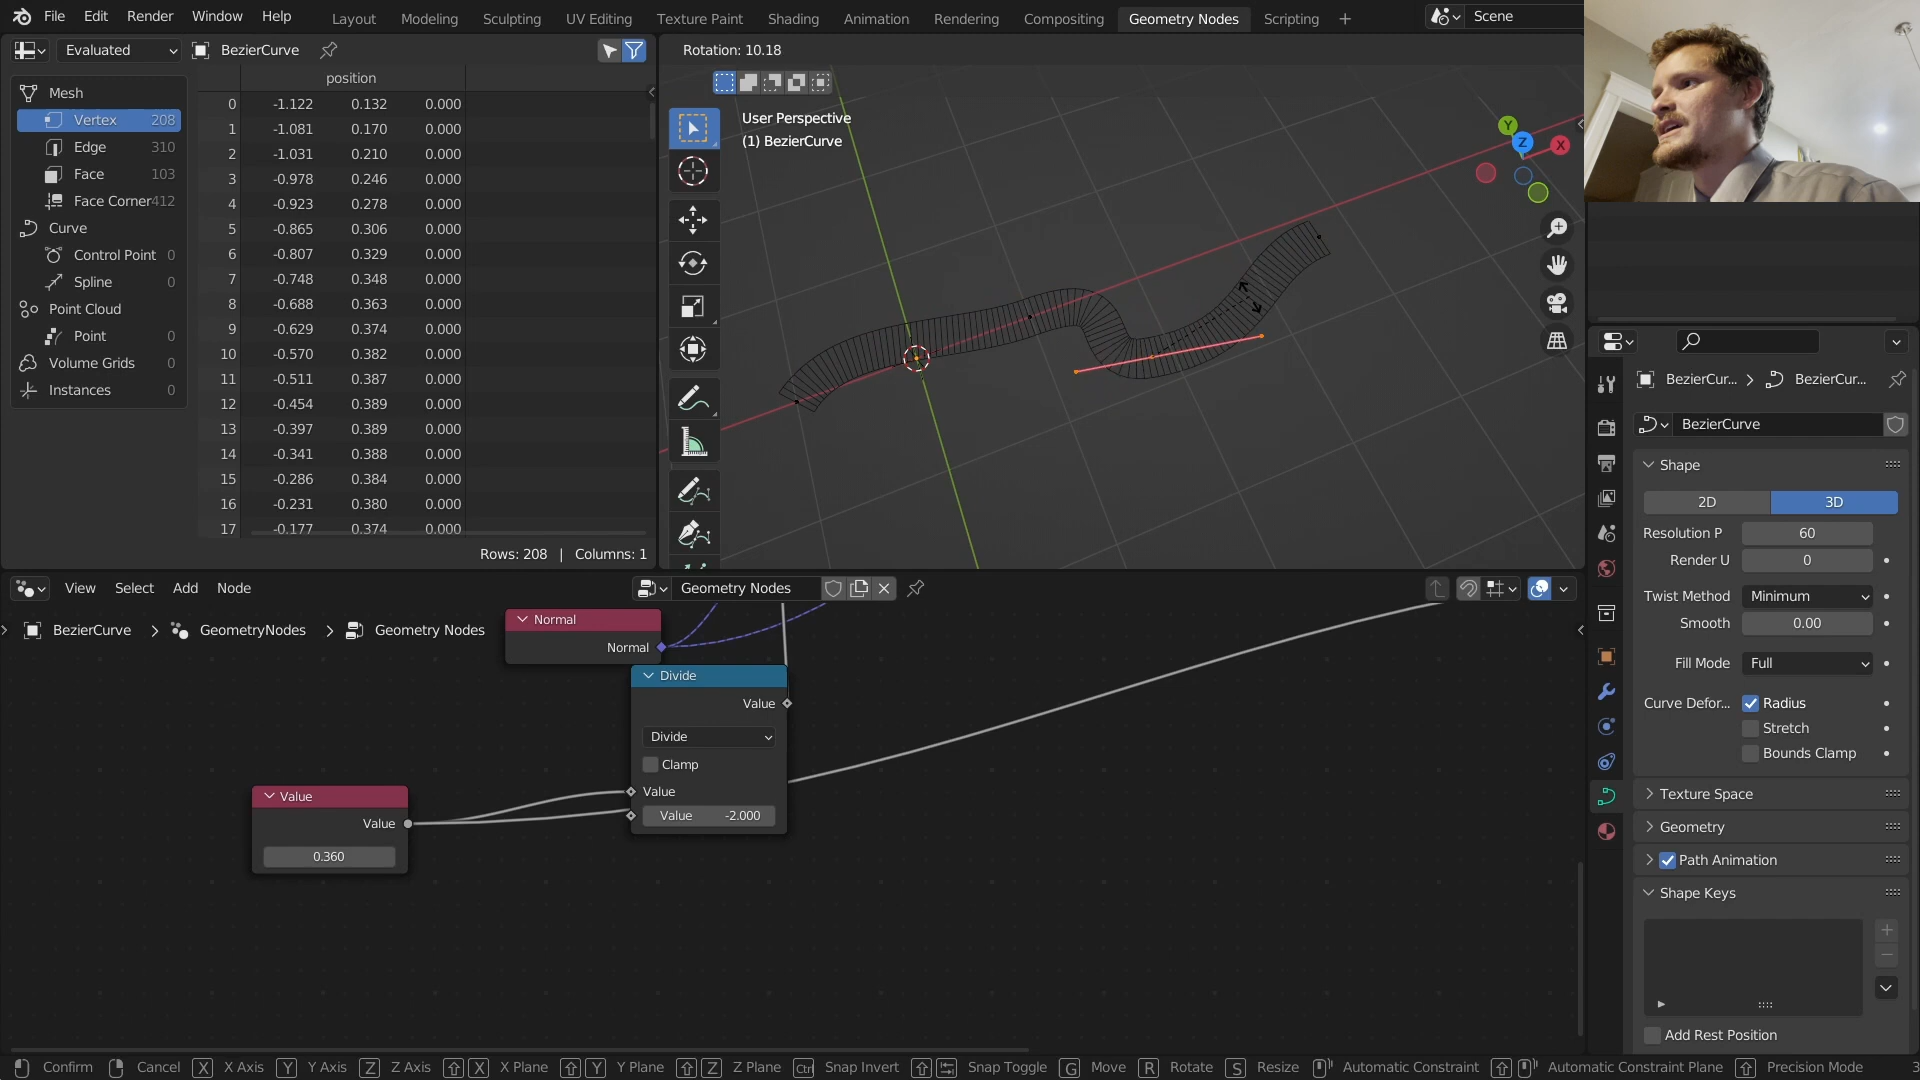 File Edit Render Window Help
Layout Modeling Sculpting UV Editing Texture Paint Shading Animation Rendering Compositing Geometry Nodes Scripting +
Scene
Evaluated
BezierCurve
Rotation: 10.18
position
Mesh
Vertex 208
Edge 310
Face 103
Face Corner 412
Curve
Control Point 0
Spline 0
Point Cloud
Point 0
Volume Grids 0
Instances 0
0 -1.122 0.132 0.000
1 -1.081 0.170 0.000
2 -1.031 0.210 0.000
3 -0.978 0.246 0.000
4 -0.923 0.278 0.000
5 -0.865 0.306 0.000
6 -0.807 0.329 0.000
7 -0.748 0.348 0.000
8 -0.688 0.363 0.000
9 -0.629 0.374 0.000
10 -0.570 0.382 0.000
11 -0.511 0.387 0.000
12 -0.454 0.389 0.000
13 -0.397 0.389 0.000
14 -0.341 0.388 0.000
15 -0.286 0.384 0.000
16 -0.231 0.380 0.000
17 -0.177 0.374 0.000
Rows: 208 | Columns: 1
User Perspective
(1) BezierCurve
Y
Z
X
View Select Add Node
Geometry Nodes
BezierCurve > GeometryNodes > Geometry Nodes
Normal
Normal
Divide
Value
Divide
Clamp
Value
Value -2.000
Value
Value
0.360
BezierCur... > BezierCur...
BezierCurve
Shape
2D 3D
Resolution P 60
Render U 0
Twist Method Minimum
Smooth 0.00
Fill Mode Full
Curve Defor... Radius
Stretch
Bounds Clamp
Texture Space
Geometry
Path Animation
Shape Keys
Add Rest Position
Confirm Cancel X X Axis Y Y Axis Z Z Axis X X Plane Y Y Plane Z Z Plane Ctrl Snap Invert Snap Toggle G Move R Rotate S Resize Automatic Constraint Automatic Constraint Plane Precision Mode 3